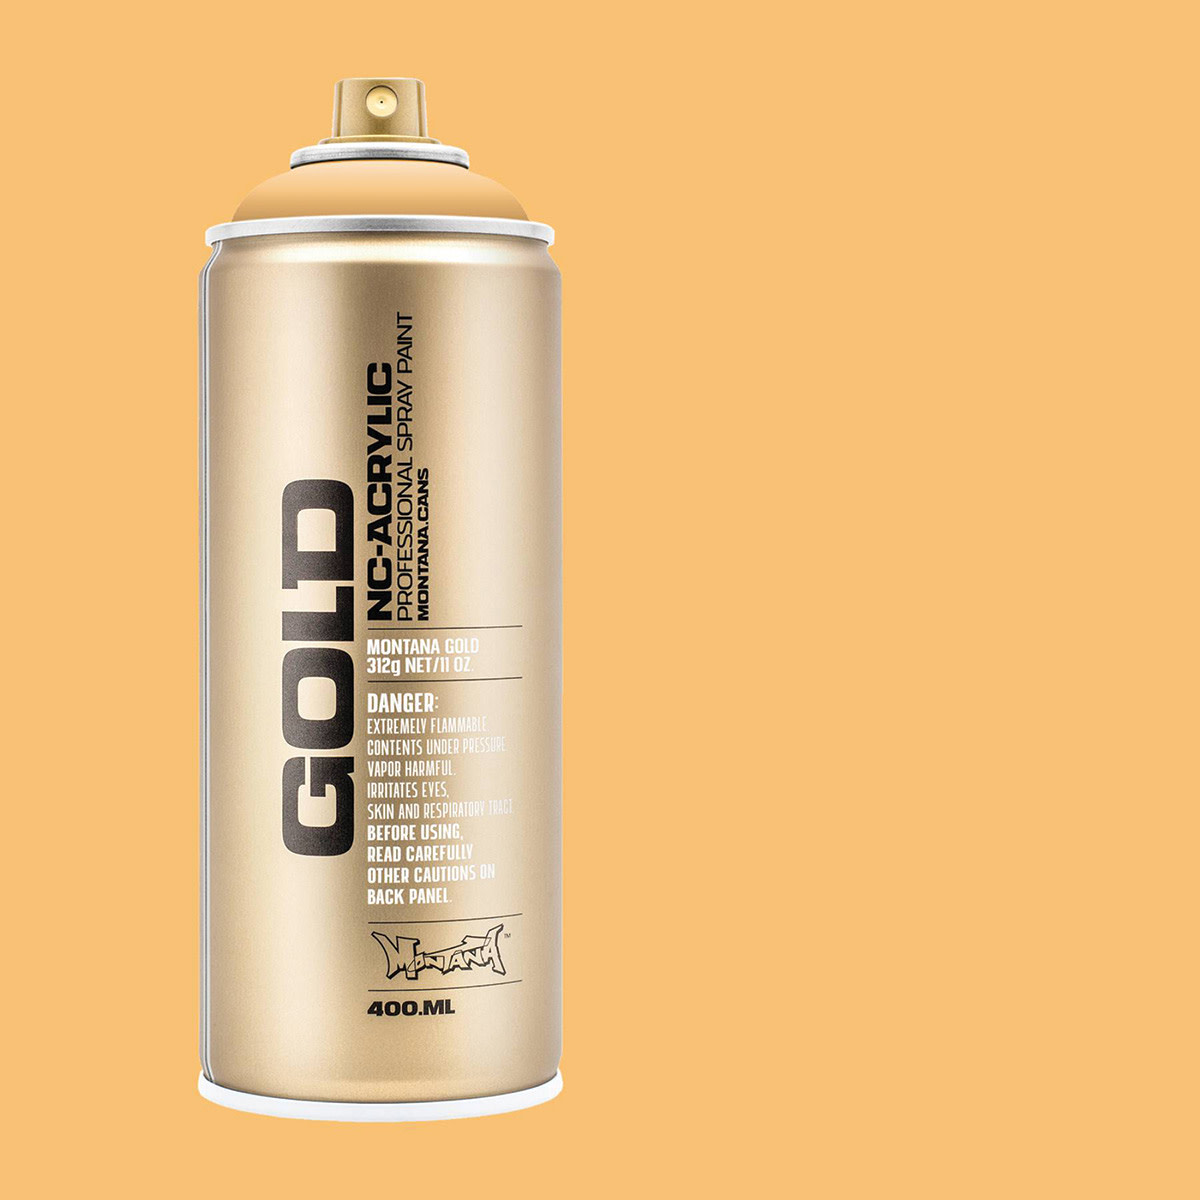 GOLD
NC-ACRYLIC
PROFESSIONAL SPRAY PAINT
MONTANA.CANS
MONTANA GOLD
312g NET/11 OZ.
DANGER:
EXTREMELY FLAMMABLE
CONTENTS UNDER PRESSURE.
VAPOR HARMFUL.
IRRITATES EYES,
SKIN AND RESPIRATORY TRACT.
BEFORE USING,
READ CAREFULLY
OTHER CAUTIONS ON
BACK PANEL.
MONTANA™
400.ML